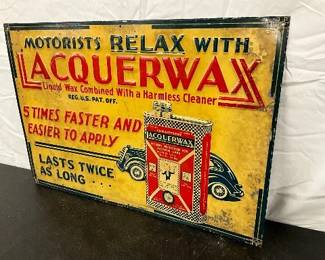 MOTORISTS RELAX WITH
LACQUERWAX
Liquid Wax Combined With a Harmless Cleaner
REG. U.S. PAT. OFF.
5 TIMES FASTER AND
EASIER TO APPLY
LASTS TWICE
AS LONG . . .
LACQUERWAX